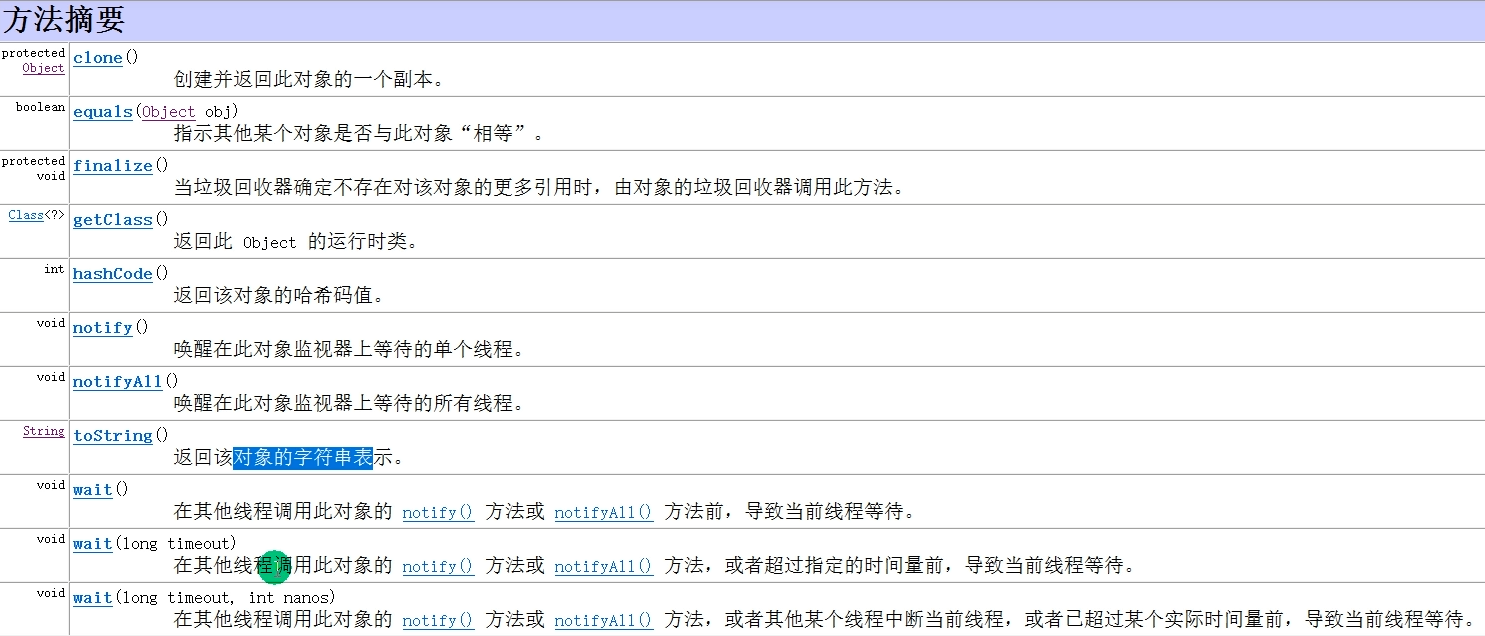 方法摘要
protected Object clone()
创建并返回此对象的一个副本。
boolean equals(Object obj)
指示其他某个对象是否与此对象“相等”。
protected void finalize()
当垃圾回收器确定不存在对该对象的更多引用时，由对象的垃圾回收器调用此方法。
Class<?> getClass()
返回此 Object 的运行时类。
int hashCode()
返回该对象的哈希码值。
void notify()
唤醒在此对象监视器上等待的单个线程。
void notifyAll()
唤醒在此对象监视器上等待的所有线程。
String toString()
返回该对象的字符串表示。
void wait()
在其他线程调用此对象的 notify() 方法或 notifyAll() 方法前，导致当前线程等待。
void wait(long timeout)
在其他线程调用此对象的 notify() 方法或 notifyAll() 方法，或者超过指定的时间量前，导致当前线程等待。
void wait(long timeout, int nanos)
在其他线程调用此对象的 notify() 方法或 notifyAll() 方法，或者其他某个线程中断当前线程，或者已超过某个实际时间量前，导致当前线程等待。